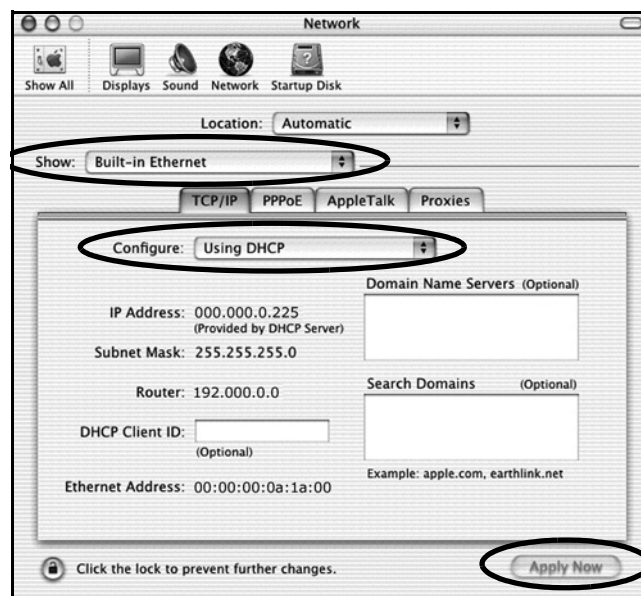 Network
Show All Displays Sound Network Startup Disk
Location: Automatic
Show: Built-in Ethernet
TCP/IP PPPoE AppleTalk Proxies
Configure: Using DHCP
Domain Name Servers (Optional)
IP Address: 000.000.0.225
(Provided by DHCP Server)
Subnet Mask: 255.255.255.0
Router: 192.000.0.0
Search Domains (Optional)
DHCP Client ID:
(Optional)
Example: apple.com, earthlink.net
Ethernet Address: 00:00:00:0a:1a:00
Click the lock to prevent further changes.
Apply Now